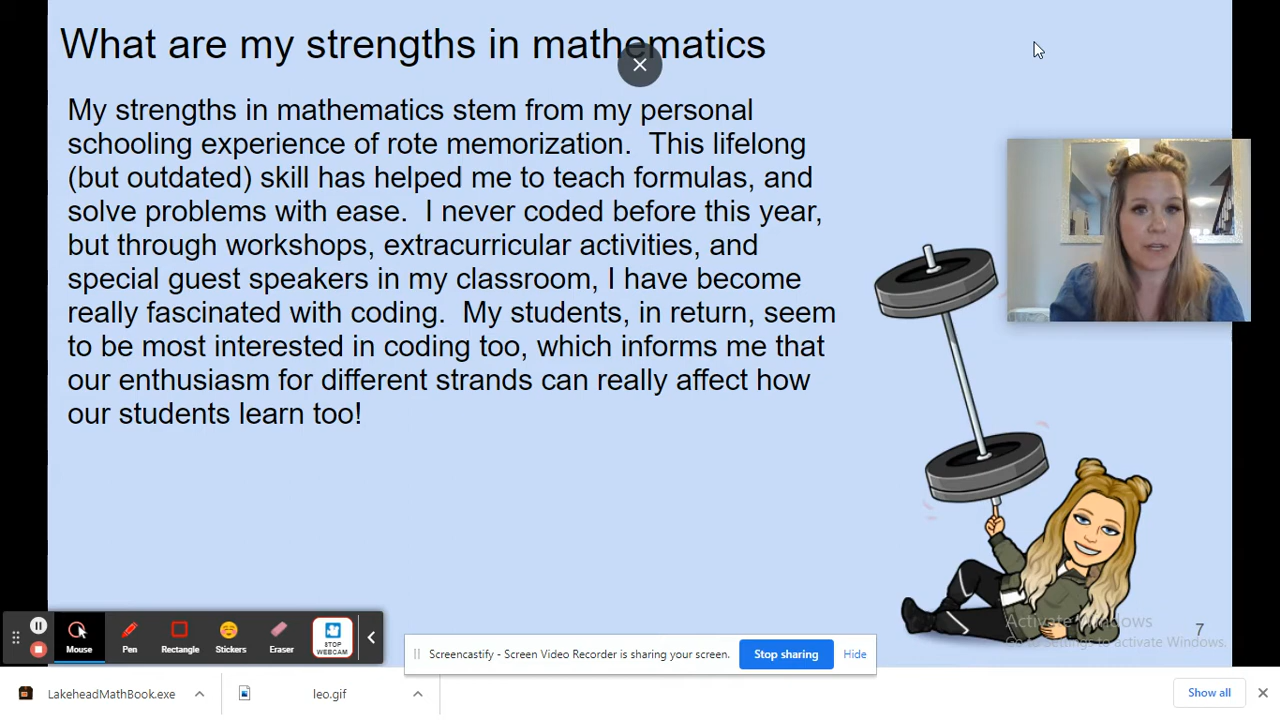 What are my strengths in mathematics
My strengths in mathematics stem from my personal
schooling experience of rote memorization.  This lifelong
(but outdated) skill has helped me to teach formulas, and
solve problems with ease.  I never coded before this year,
but through workshops, extracurricular activities, and
special guest speakers in my classroom, I have become
really fascinated with coding.  My students, in return, seem
to be most interested in coding too, which informs me that
our enthusiasm for different strands can really affect how
our students learn too!
Activate Windows
Go to Settings to activate Windows.
7
Mouse
Pen
Rectangle
Stickers
Eraser
STOP
WEBCAM
Screencastify - Screen Video Recorder is sharing your screen.
Stop sharing
Hide
LakeheadMathBook.exe
leo.gif
Show all